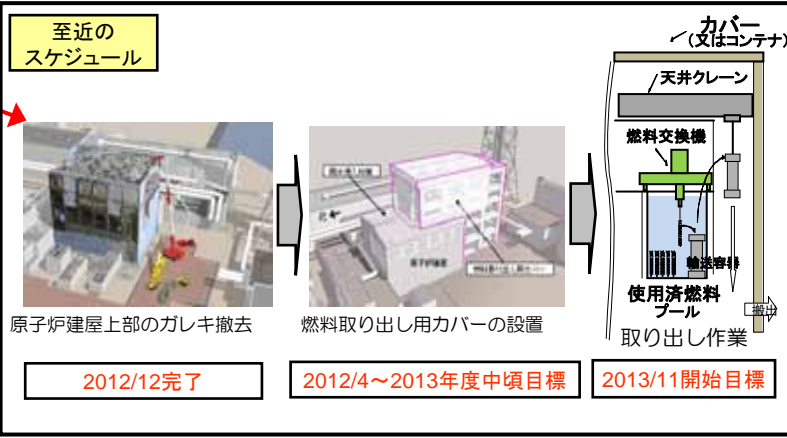 至近の
スケジュール
カバー
(又はコンテナ)
天井クレーン
燃料交換機
輸送容器
使用済燃料
プール
搬出
取り出し作業
原子炉建屋上部のガレキ撤去
燃料取り出し用カバーの設置
2012/12完了
2012/4～2013年度中頃目標
2013/11開始目標